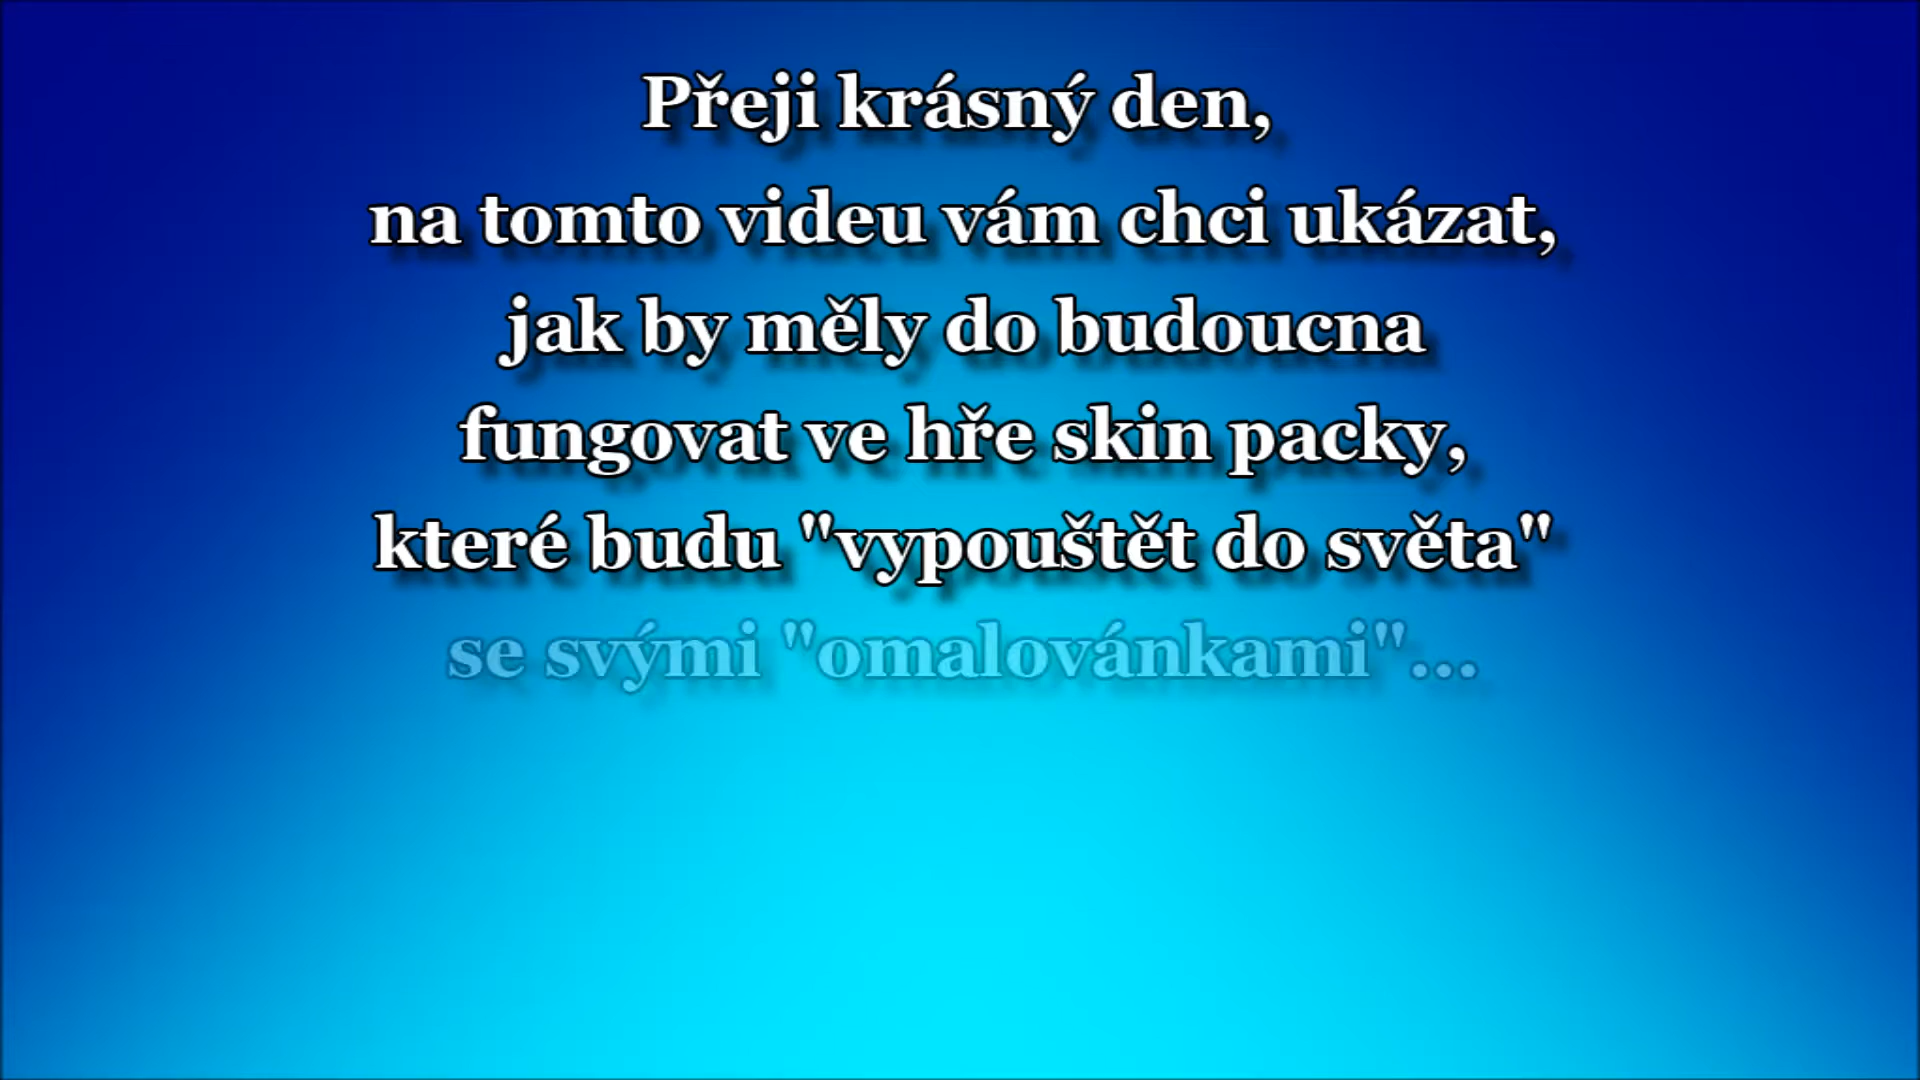 Přeji krásný den,
na tomto videu vám chci ukázat,
jak by měly do budoucna
fungovat ve hře skin packy,
které budu "vypouštět do světa"
se svými "omalovánkami"...